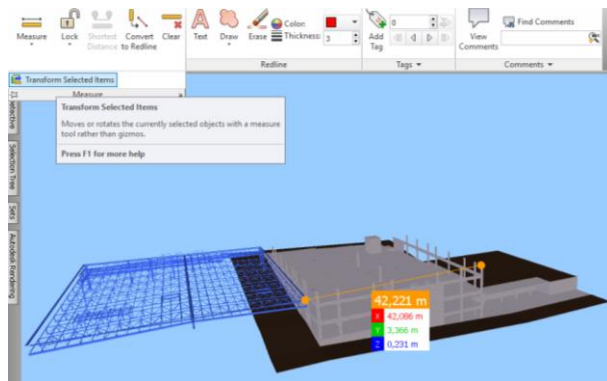 Measure
Lock
Shortest Distance
Convert to Redline
Clear
Text
Draw
Erase
Color:
Thickness: 3
Redline
Add Tag
0
Tags
View Comments
Find Comments
Comments
Transform Selected Items
Measure
Transform Selected Items
Moves or rotates the currently selected objects with a measure
tool rather than gizmos.
Press F1 for more help
Selection Tree
Sets
Autodesk Rendering
42,221 m
X 42,086 m
Y 3,366 m
Z 0,231 m